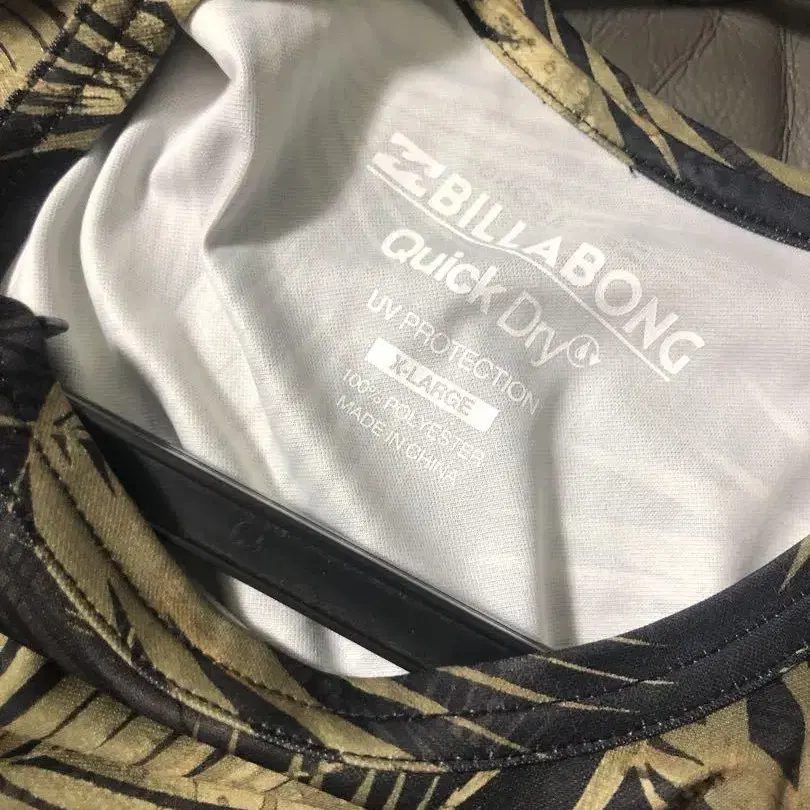 BILLABONG
Quick Dry
UV PROTECTION
X-LARGE
100% POLYESTER
MADE IN CHINA